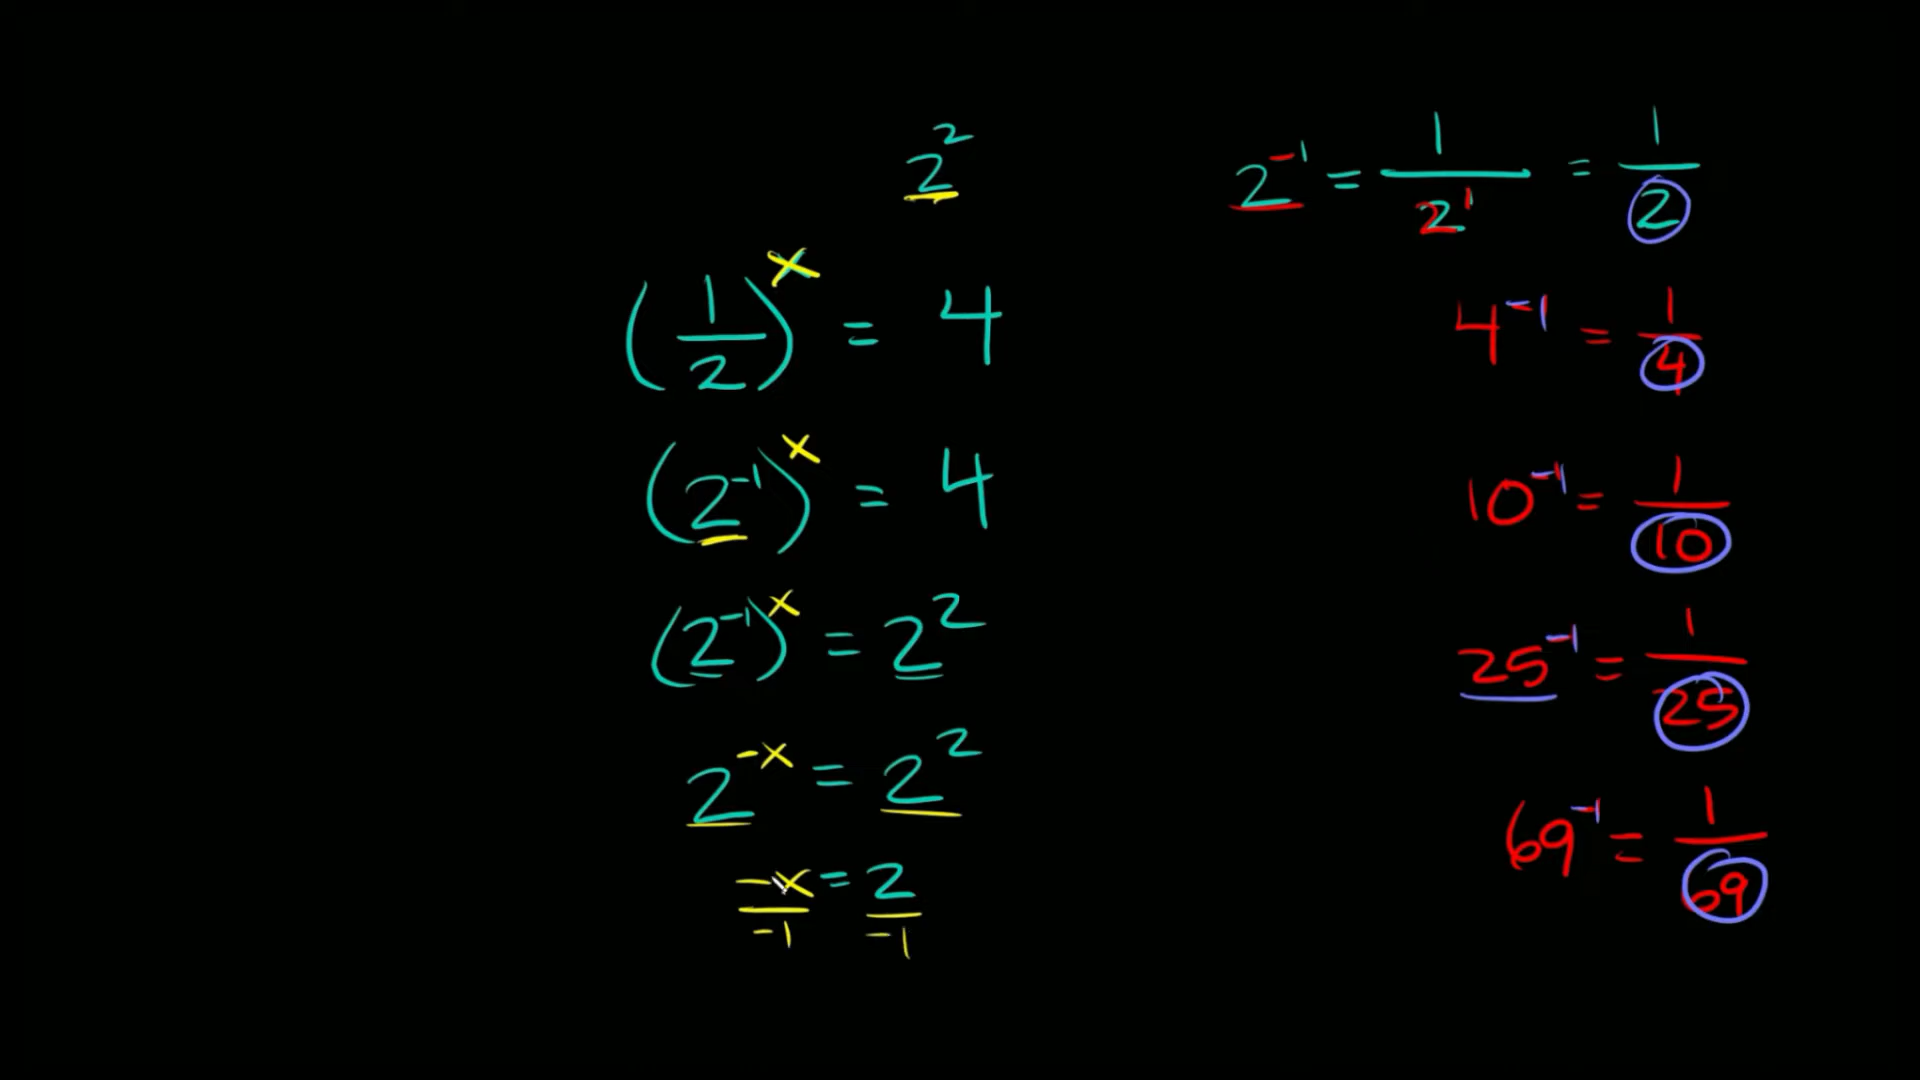 2²
(1/2)ˣ = 4
(2⁻¹)ˣ = 4
(2⁻¹)ˣ = 2²
2⁻ˣ = 2²
-x/-1 = 2/-1
2⁻¹ = 1/2¹ = 1/2
4⁻¹ = 1/4
10⁻¹ = 1/10
25⁻¹ = 1/25
69⁻¹ = 1/69